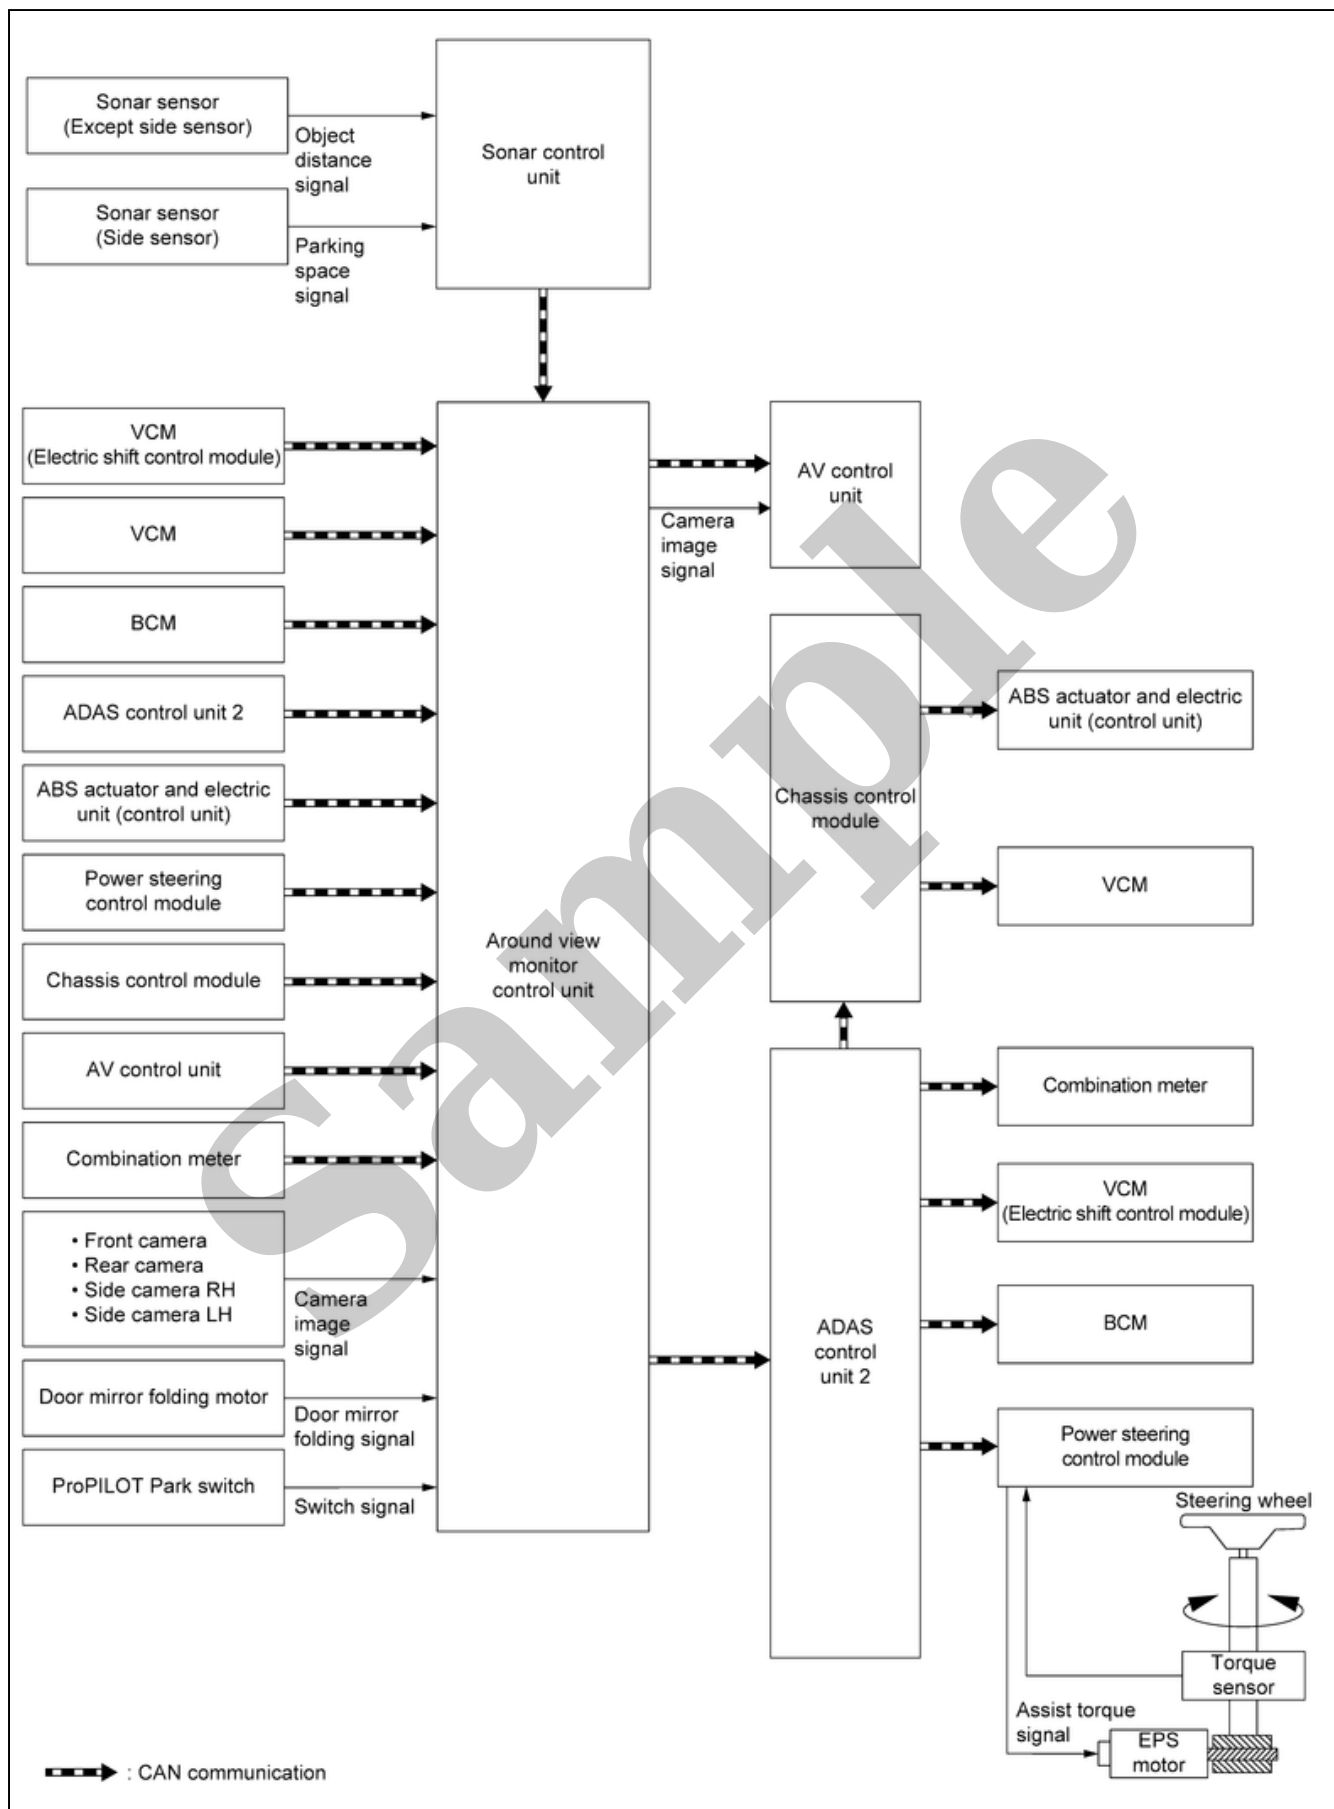 Sonar sensor
(Except side sensor)
Object
distance
signal
Sonar control
unit
Sonar sensor
(Side sensor)
Parking
space
signal
VCM
(Electric shift control module)
VCM
BCM
ADAS control unit 2
ABS actuator and electric
unit (control unit)
Power steering
control module
Chassis control module
AV control unit
Combination meter
• Front camera
• Rear camera
• Side camera RH
• Side camera LH
Camera
image
signal
Door mirror folding motor
Door mirror
folding signal
ProPILOT Park switch
Switch signal
Around view
monitor
control unit
Camera
image
signal
AV control
unit
Chassis control
module
ABS actuator and electric
unit (control unit)
VCM
ADAS
control
unit 2
Combination meter
VCM
(Electric shift control module)
BCM
Power steering
control module
Steering wheel
Torque
sensor
Assist torque
signal
EPS
motor
: CAN communication
Sample